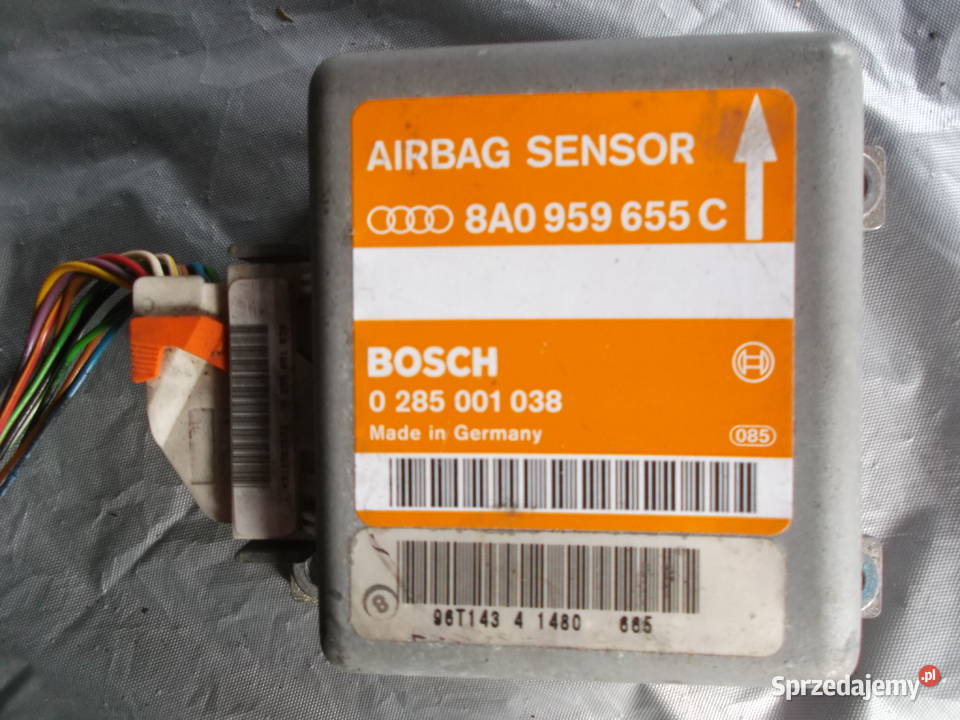 AIRBAG SENSOR
8A0 959 655 C
BOSCH
0 285 001 038
Made in Germany
085
8
96T143 4 1480 665
Sprzedajemy.pl